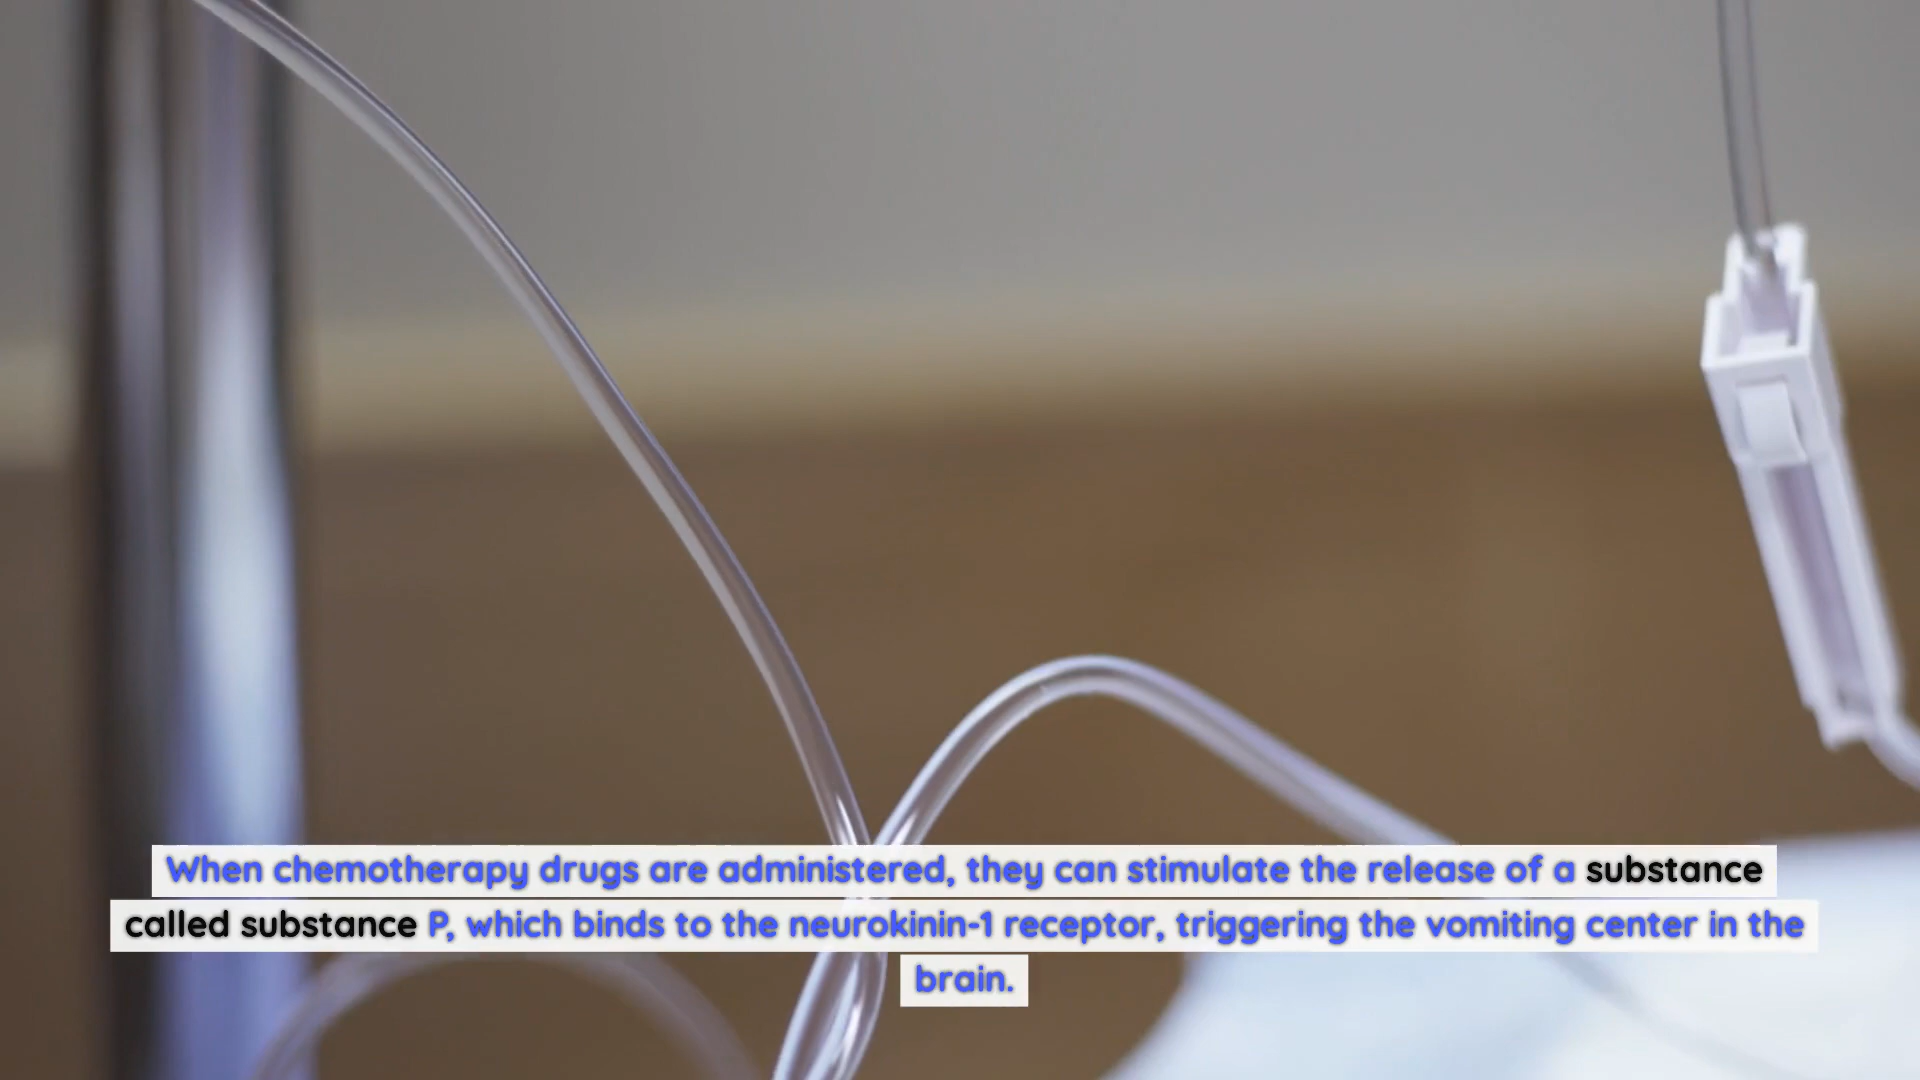 When chemotherapy drugs are administered, they can stimulate the release of a substance
called substance P, which binds to the neurokinin-1 receptor, triggering the vomiting center in the
brain.